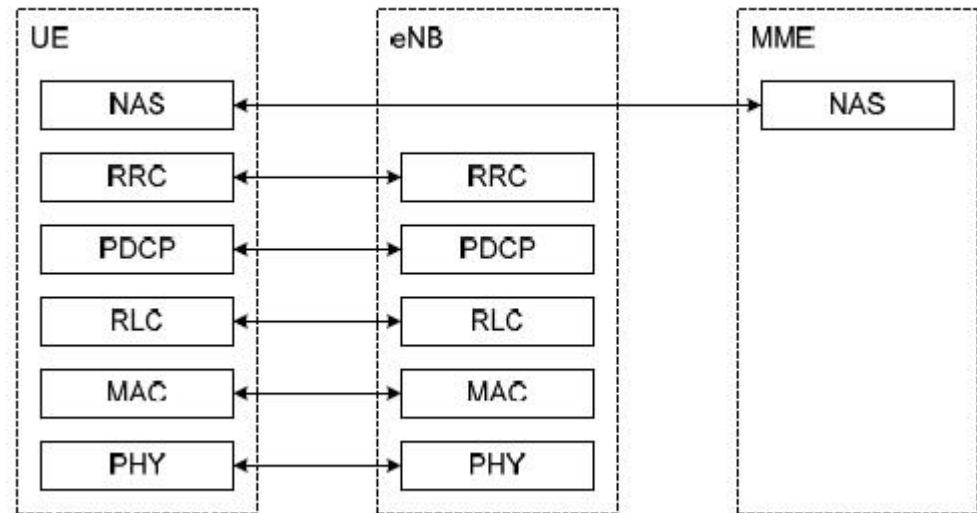 UE eNB MME
NAS NAS
RRC RRC
PDCP PDCP
RLC RLC
MAC MAC
PHY PHY